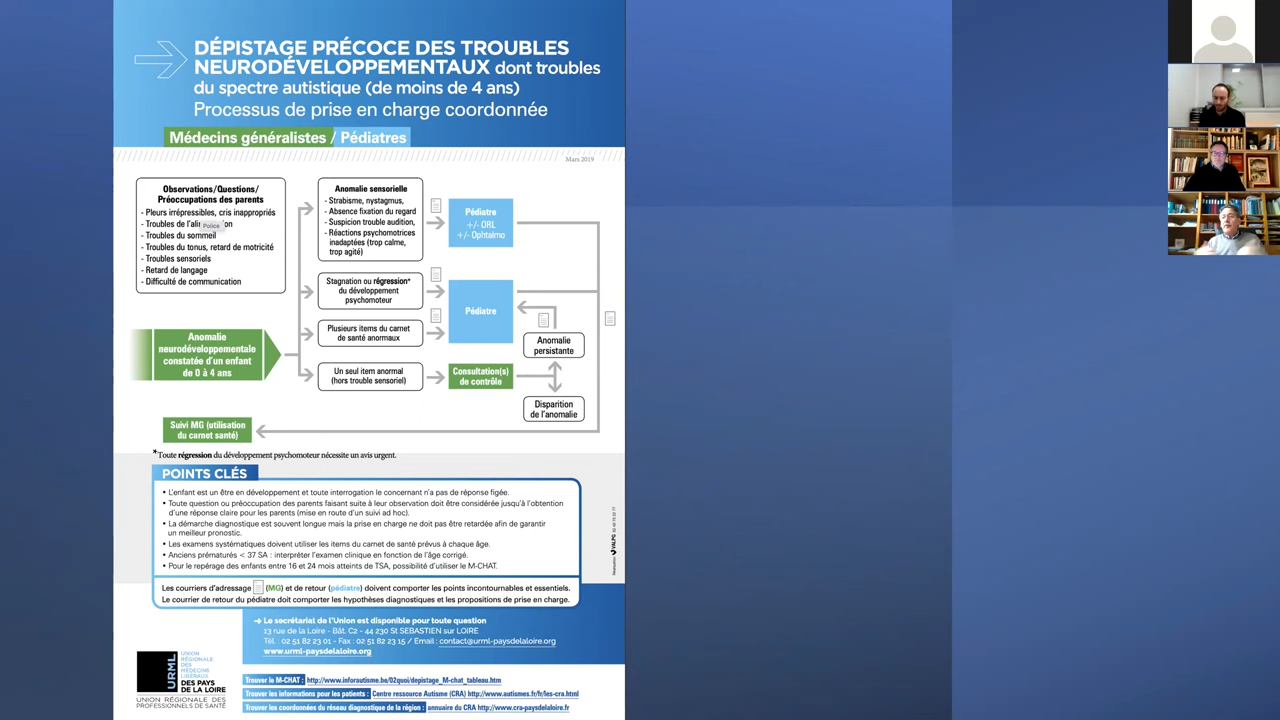 DÉPISTAGE PRÉCOCE DES TROUBLES
NEURODÉVELOPPEMENTAUX dont troubles
du spectre autistique (de moins de 4 ans)
Processus de prise en charge coordonnée
Médecins généralistes / Pédiatres
Mars 2019
Observations/Questions/
Préoccupations des parents
- Pleurs irrépressibles, cris inappropriés
- Troubles de l'ali
on
Police
- Troubles du sommeil
- Troubles du tonus, retard de motricité
- Troubles sensoriels
- Retard de langage
- Difficulté de communication
Anomalie sensorielle
- Strabisme, nystagmus,
- Absence fixation du regard
- Suspicion trouble audition,
- Réactions psychomotrices
inadaptées (trop calme,
trop agité)
Pédiatre
+/- ORL
+/- Ophtalmo
Stagnation ou régression*
du développement
psychomoteur
Pédiatre
Plusieurs items du carnet
de santé anormaux
Anomalie
neurodéveloppementale
constatée d'un enfant
de 0 à 4 ans
Anomalie
persistante
Un seul item anormal
(hors trouble sensoriel)
Consultation(s)
de contrôle
Disparition
de l'anomalie
Suivi MG (utilisation
du carnet santé)
*Toute régression du développement psychomoteur nécessite un avis urgent.
POINTS CLÉS
• L'enfant est un être en développement et toute interrogation le concernant n'a pas de réponse figée.
• Toute question ou préoccupation des parents faisant suite à leur observation doit être considérée jusqu'à l'obtention
d'une réponse claire pour les parents (mise en route d'un suivi ad hoc).
• La démarche diagnostique est souvent longue mais la prise en charge ne doit pas être retardée afin de garantir
un meilleur pronostic.
• Les examens systématiques doivent utiliser les items du carnet de santé prévus à chaque âge.
• Anciens prématurés < 37 SA : interpréter l'examen clinique en fonction de l'âge corrigé.
• Pour le repérage des enfants entre 16 et 24 mois atteints de TSA, possibilité d'utiliser le M-CHAT.
Les courriers d'adressage (MG) et de retour (pédiatre) doivent comporter les points incontournables et essentiels.
Le courrier de retour du pédiatre doit comporter les hypothèses diagnostiques et les propositions de prise en charge.
Réalisation VALPG
Le secrétariat de l'Union est disponible pour toute question
13 rue de la Loire - Bât. C2 - 44 230 St SEBASTIEN sur LOIRE
Tél. : 02 51 82 23 01 - Fax : 02 51 82 23 15 / Email : contact@urml-paysdelaloire.org
www.urml-paysdelaloire.org
URML
UNION
RÉGIONALE
DES
MÉDECINS
LIBÉRAUX
DES PAYS
DE LA LOIRE
UNION RÉGIONALE DES
PROFESSIONNELS DE SANTÉ
Trouver le M-CHAT : http://www.inforautisme.be/02quoi/depistage_M-chat_tableau.htm
Trouver les informations pour les patients : Centre ressource Autisme (CRA) http://www.autismes.fr/fr/les-cra.html
Trouver les coordonnées du réseau diagnostique de la région : annuaire du CRA http://www.cra-paysdelaloire.fr